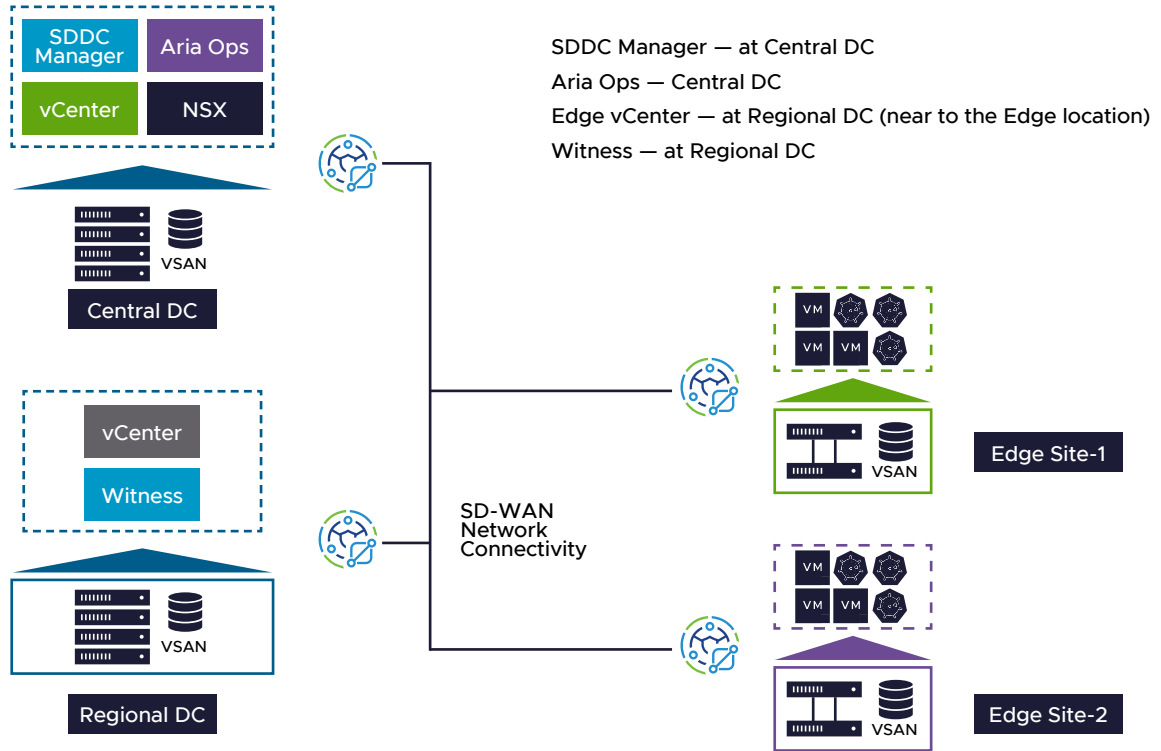 SDDC
Manager
Aria Ops
vCenter
NSX
VSAN
Central DC
SDDC Manager — at Central DC
Aria Ops — Central DC
Edge vCenter — at Regional DC (near to the Edge location)
Witness — at Regional DC
vCenter
Witness
VSAN
Regional DC
SD-WAN
Network
Connectivity
VM
VM VM
VSAN
Edge Site-1
VM
VM VM
VSAN
Edge Site-2